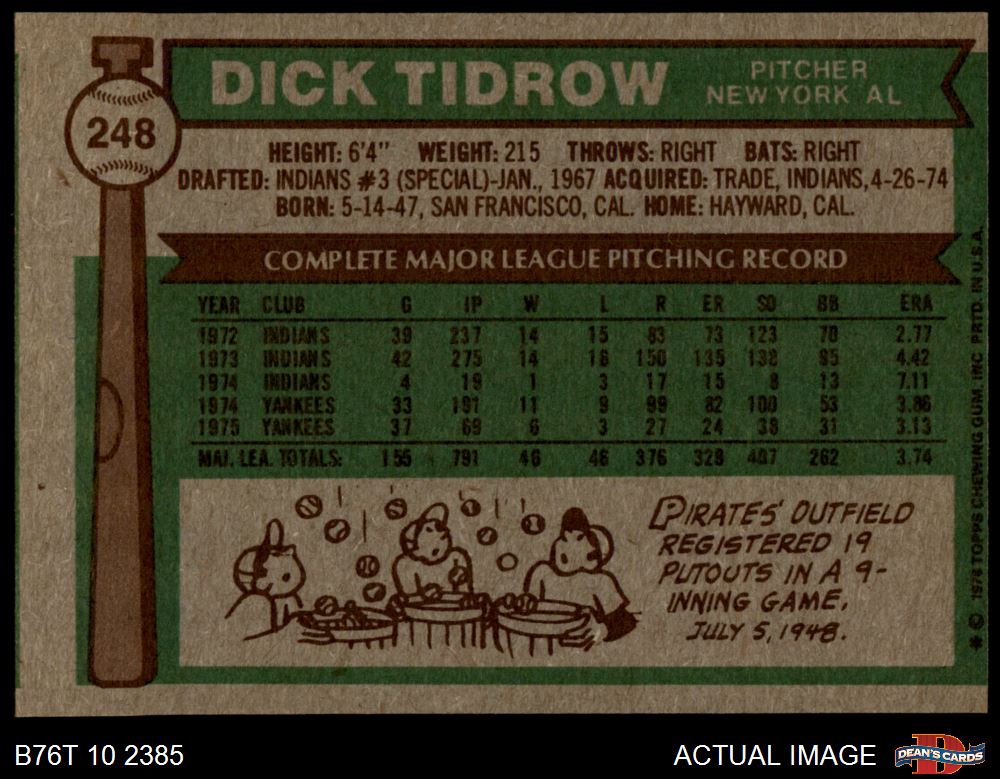 DICK TIDROW
PITCHER
NEW YORK AL
248
HEIGHT: 6'4" WEIGHT: 215 THROWS: RIGHT BATS: RIGHT
DRAFTED: INDIANS #3 (SPECIAL)-JAN., 1967 ACQUIRED: TRADE, INDIANS, 4-26-74
BORN: 5-14-47, SAN FRANCISCO, CAL. HOME: HAYWARD, CAL.
COMPLETE MAJOR LEAGUE PITCHING RECORD
YEAR CLUB G IP W L R ER SO BB ERA
1972 INDIANS 39 237 14 15 83 73 123 70 2.77
1973 INDIANS 42 275 14 16 150 135 138 95 4.42
1974 INDIANS 4 19 1 3 17 15 8 13 7.11
1974 YANKEES 33 191 11 9 99 82 100 53 3.86
1975 YANKEES 37 69 6 3 27 24 38 31 3.13
MAJ. LEA. TOTALS: 155 791 46 46 376 328 407 262 3.74
PIRATES' OUTFIELD
REGISTERED 19
PUTOUTS IN A 9-
INNING GAME,
JULY 5, 1948.
* © 1976 TOPPS CHEWING GUM, INC PRTD. IN U.S.A.
B76T 10 2385
ACTUAL IMAGE
DEAN'S CARDS